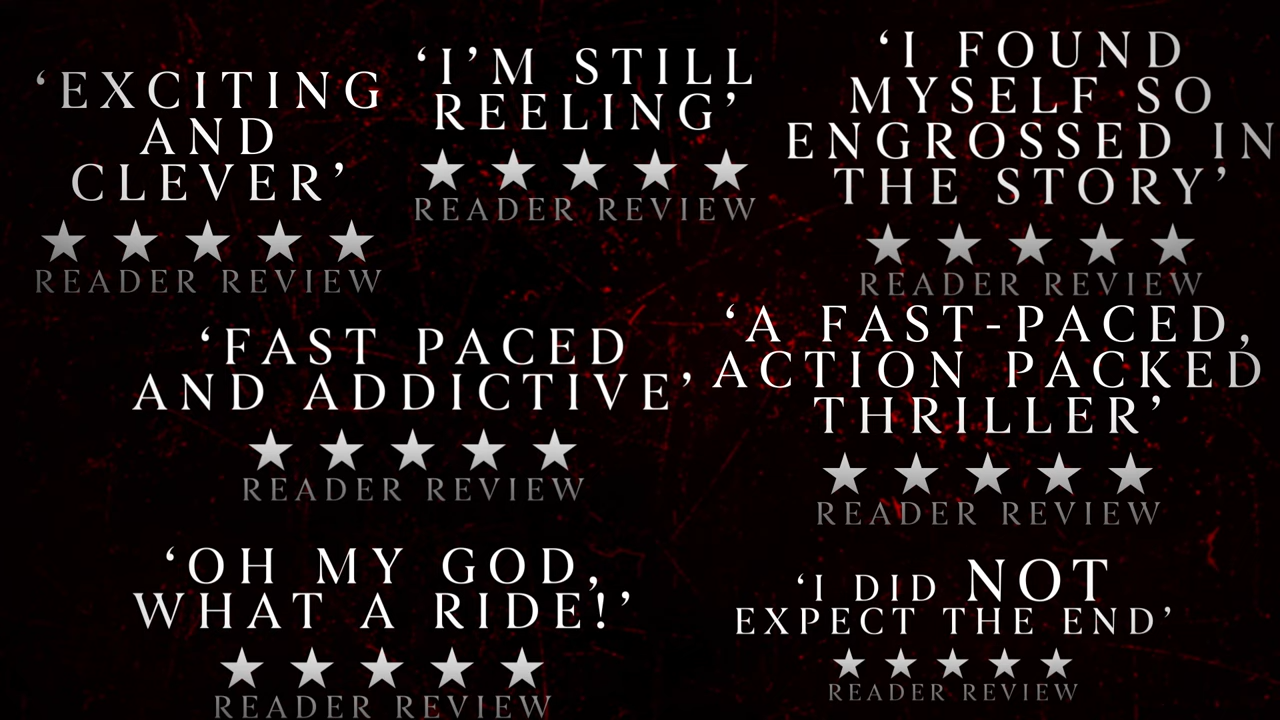 ‘EXCITING
AND
CLEVER’
READER REVIEW
‘I’M STILL
REELING’
READER REVIEW
‘I FOUND
MYSELF SO
ENGROSSED IN
THE STORY’
READER REVIEW
‘FAST PACED
AND ADDICTIVE’
READER REVIEW
‘A FAST-PACED,
ACTION PACKED
THRILLER’
READER REVIEW
‘OH MY GOD,
WHAT A RIDE!’
READER REVIEW
‘I DID NOT
EXPECT THE END’
READER REVIEW